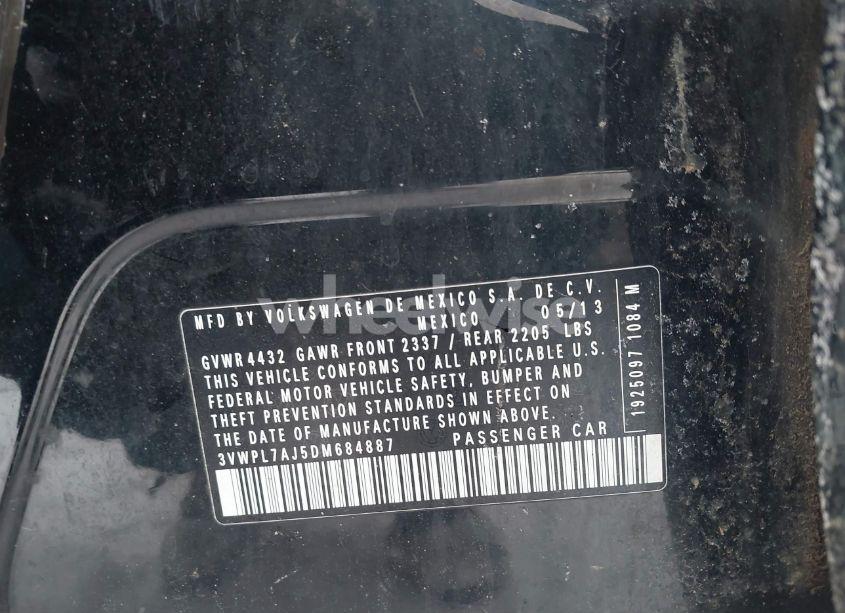 MFD BY VOLKSWAGEN DE MEXICO S.A. DE C.V.
MEXICO 05/13
GVWR 4432 GAWR FRONT 2337 / REAR 2205 LBS
THIS VEHICLE CONFORMS TO ALL APPLICABLE U.S.
FEDERAL MOTOR VEHICLE SAFETY, BUMPER AND
THEFT PREVENTION STANDARDS IN EFFECT ON
THE DATE OF MANUFACTURE SHOWN ABOVE.
3VWPL7AJ5DM684887 PASSENGER CAR
1925097 1084 M
wheelwise